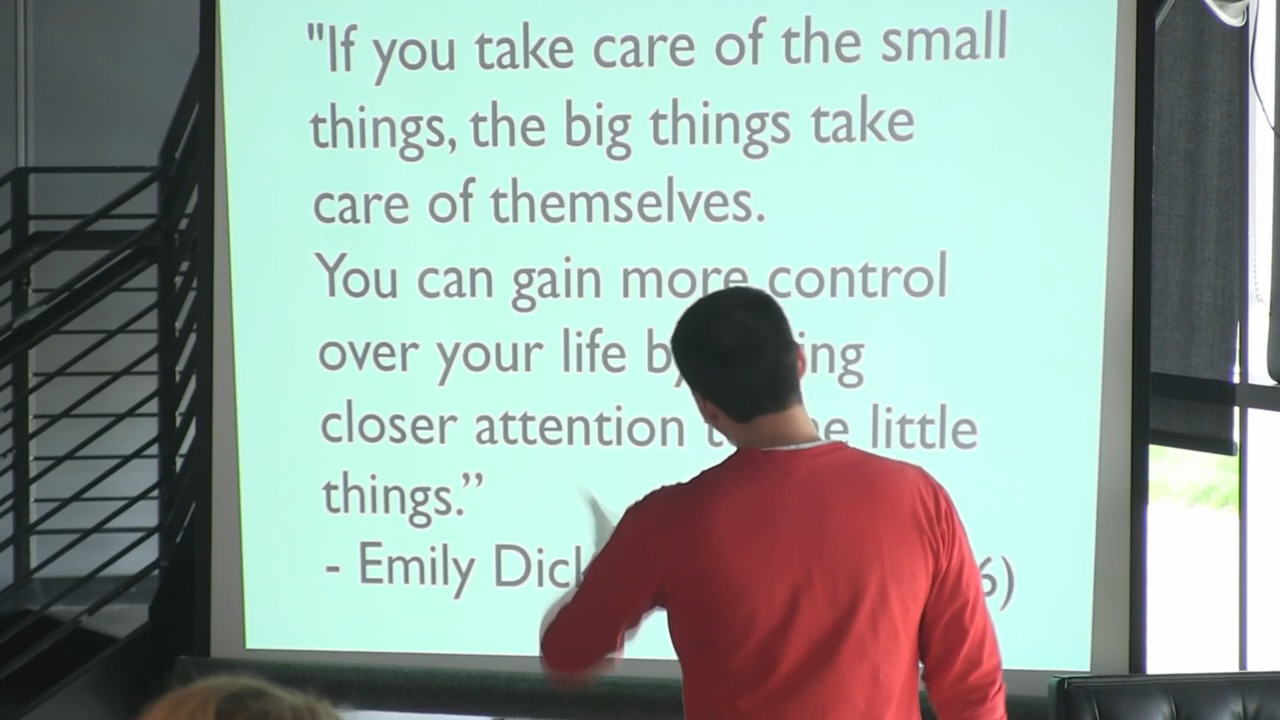 "If you take care of the small
things, the big things take
care of themselves.
You can gain more control
over your life
closer attention little
things.”
- Emily